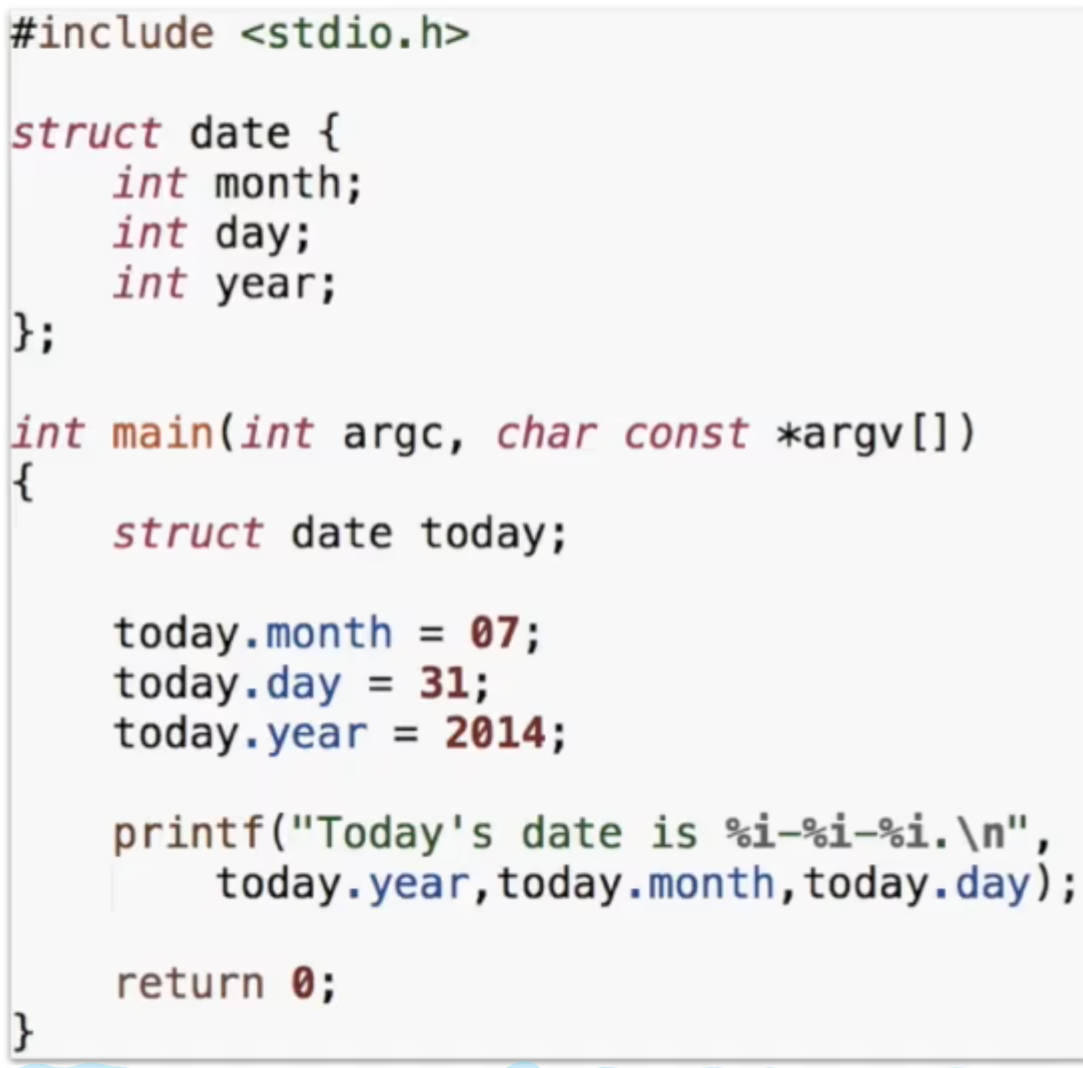 #include <stdio.h>
struct date {
    int month;
    int day;
    int year;
};
int main(int argc, char const *argv[])
{
    struct date today;
    today.month = 07;
    today.day = 31;
    today.year = 2014;
    printf("Today's date is %i-%i-%i.\n",
        today.year,today.month,today.day);
    return 0;
}